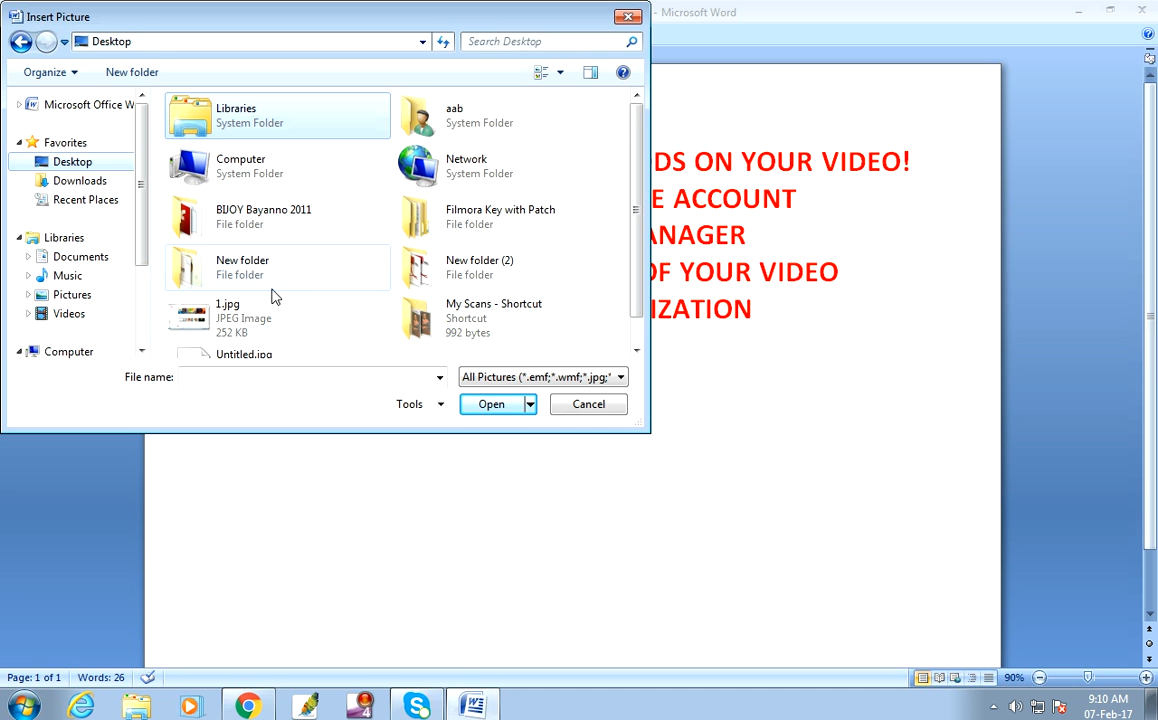 Insert Picture
- Microsoft Word
Desktop
Search Desktop
Organize
New folder
Microsoft Office W
Favorites
Desktop
Downloads
Recent Places
Libraries
Documents
Music
Pictures
Videos
Computer
Libraries
System Folder
aab
System Folder
Computer
System Folder
Network
System Folder
BIJOY Bayanno 2011
File folder
Filmora Key with Patch
File folder
New folder
File folder
New folder (2)
File folder
1.jpg
JPEG Image
252 KB
My Scans - Shortcut
Shortcut
992 bytes
Untitled.jpg
File name:
All Pictures (*.emf;*.wmf;*.jpg;*
Tools
Open
Cancel
DS ON YOUR VIDEO!
E ACCOUNT
ANAGER
OF YOUR VIDEO
IZATION
Page: 1 of 1
Words: 26
90%
9:10 AM
07-Feb-17